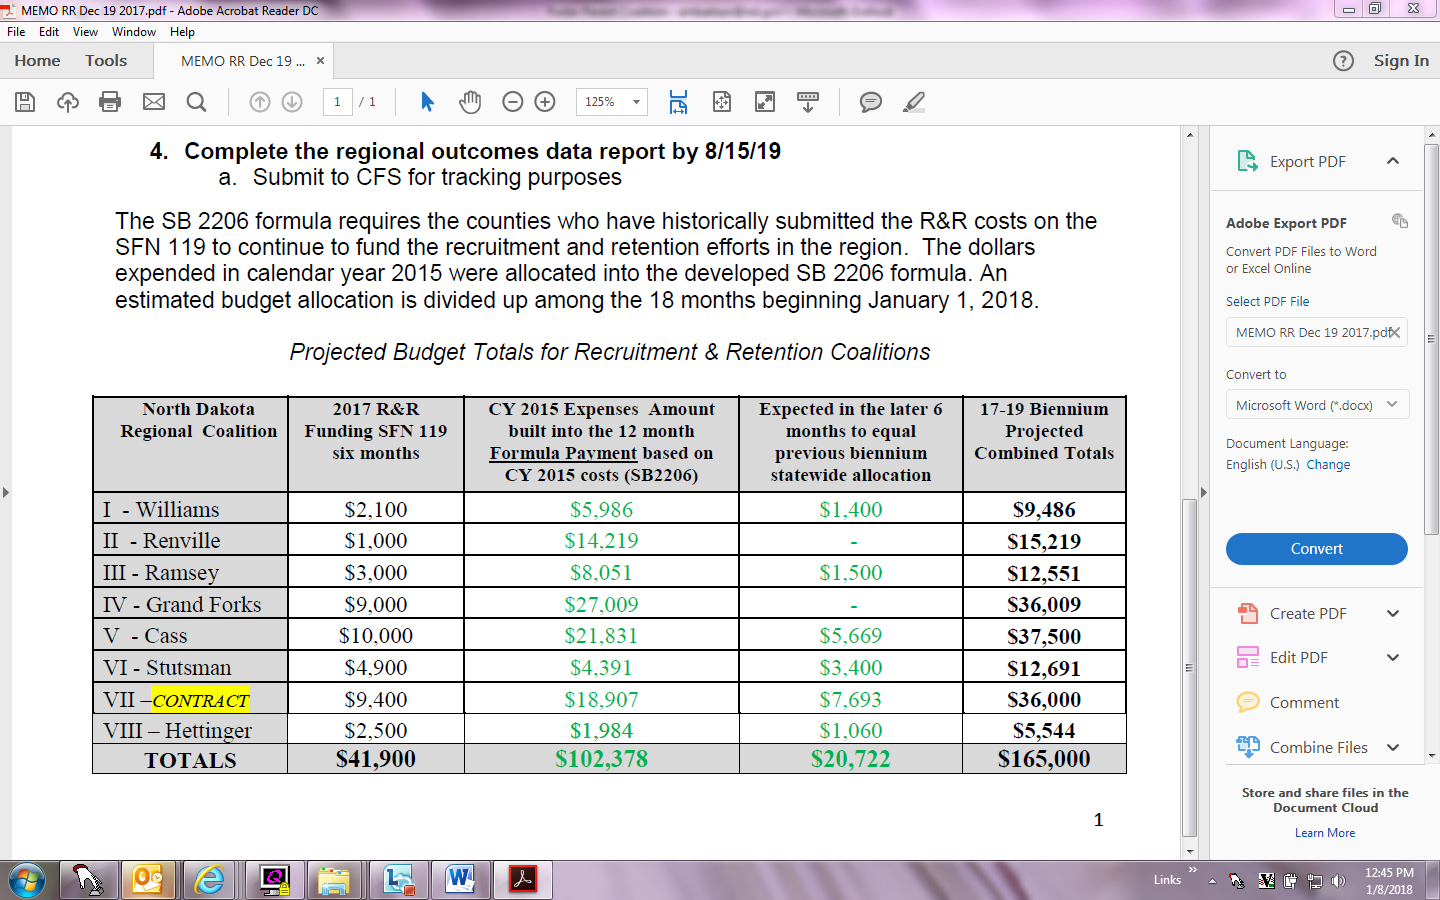 MEMO RR Dec 19 2017.pdf - Adobe Acrobat Reader DC
File Edit View Window Help
Home Tools MEMO RR Dec 19 ... × ? Sign In
1 / 1 125%
4. Complete the regional outcomes data report by 8/15/19
a. Submit to CFS for tracking purposes
The SB 2206 formula requires the counties who have historically submitted the R&R costs on the
SFN 119 to continue to fund the recruitment and retention efforts in the region. The dollars
expended in calendar year 2015 were allocated into the developed SB 2206 formula. An
estimated budget allocation is divided up among the 18 months beginning January 1, 2018.
Projected Budget Totals for Recruitment & Retention Coalitions
North Dakota 2017 R&R CY 2015 Expenses Amount Expected in the later 6 17-19 Biennium
Regional Coalition Funding SFN 119 built into the 12 month months to equal Projected
six months Formula Payment based on previous biennium Combined Totals
CY 2015 costs (SB2206) statewide allocation
I - Williams $2,100 $5,986 $1,400 $9,486
II - Renville $1,000 $14,219 - $15,219
III - Ramsey $3,000 $8,051 $1,500 $12,551
IV - Grand Forks $9,000 $27,009 - $36,009
V - Cass $10,000 $21,831 $5,669 $37,500
VI - Stutsman $4,900 $4,391 $3,400 $12,691
VII –CONTRACT $9,400 $18,907 $7,693 $36,000
VIII – Hettinger $2,500 $1,984 $1,060 $5,544
TOTALS $41,900 $102,378 $20,722 $165,000
1
Export PDF
Adobe Export PDF
Convert PDF Files to Word
or Excel Online
Select PDF File
MEMO RR Dec 19 2017.pdf
Convert to
Microsoft Word (*.docx)
Document Language:
English (U.S.) Change
Convert
Create PDF
Edit PDF
Comment
Combine Files
Store and share files in the
Document Cloud
Learn More
Links » 12:45 PM
1/8/2018